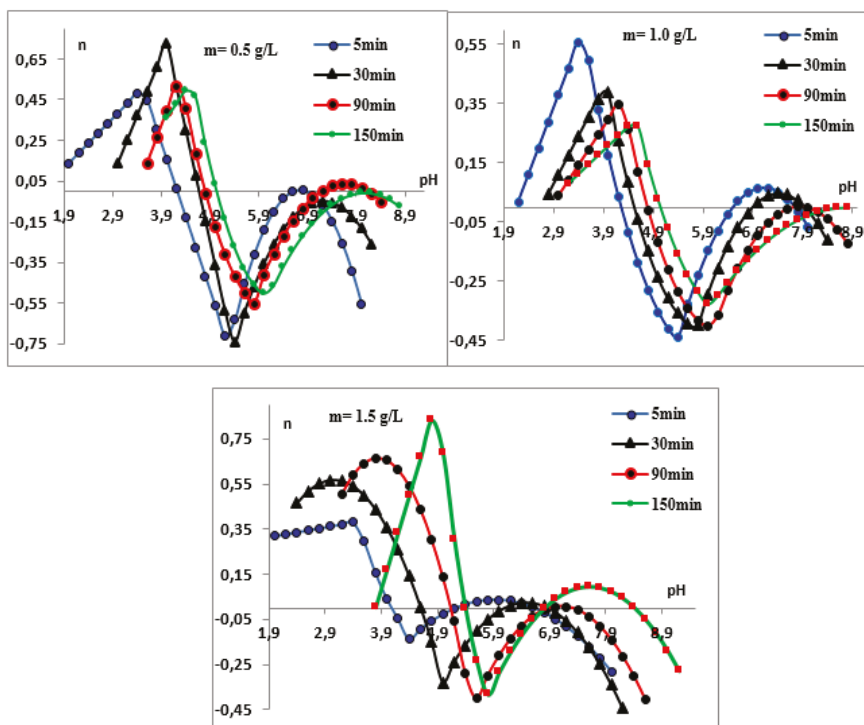 n
m= 0.5 g/L
5min
30min
90min
150min
0,65
0,45
0,25
0,05
-0,15
-0,35
-0,55
-0,75
pH
1,9 2,9 3,9 4,9 5,9 6,9 7,9 8,9
n
m= 1.0 g/L
5min
30min
90min
150min
0,55
0,35
0,15
-0,05
-0,25
-0,45
pH
1,9 2,9 3,9 4,9 5,9 6,9 7,9 8,9
n
m= 1.5 g/L
5min
30min
90min
150min
0,75
0,55
0,35
0,15
-0,05
-0,25
-0,45
pH
1,9 2,9 3,9 4,9 5,9 6,9 7,9 8,9